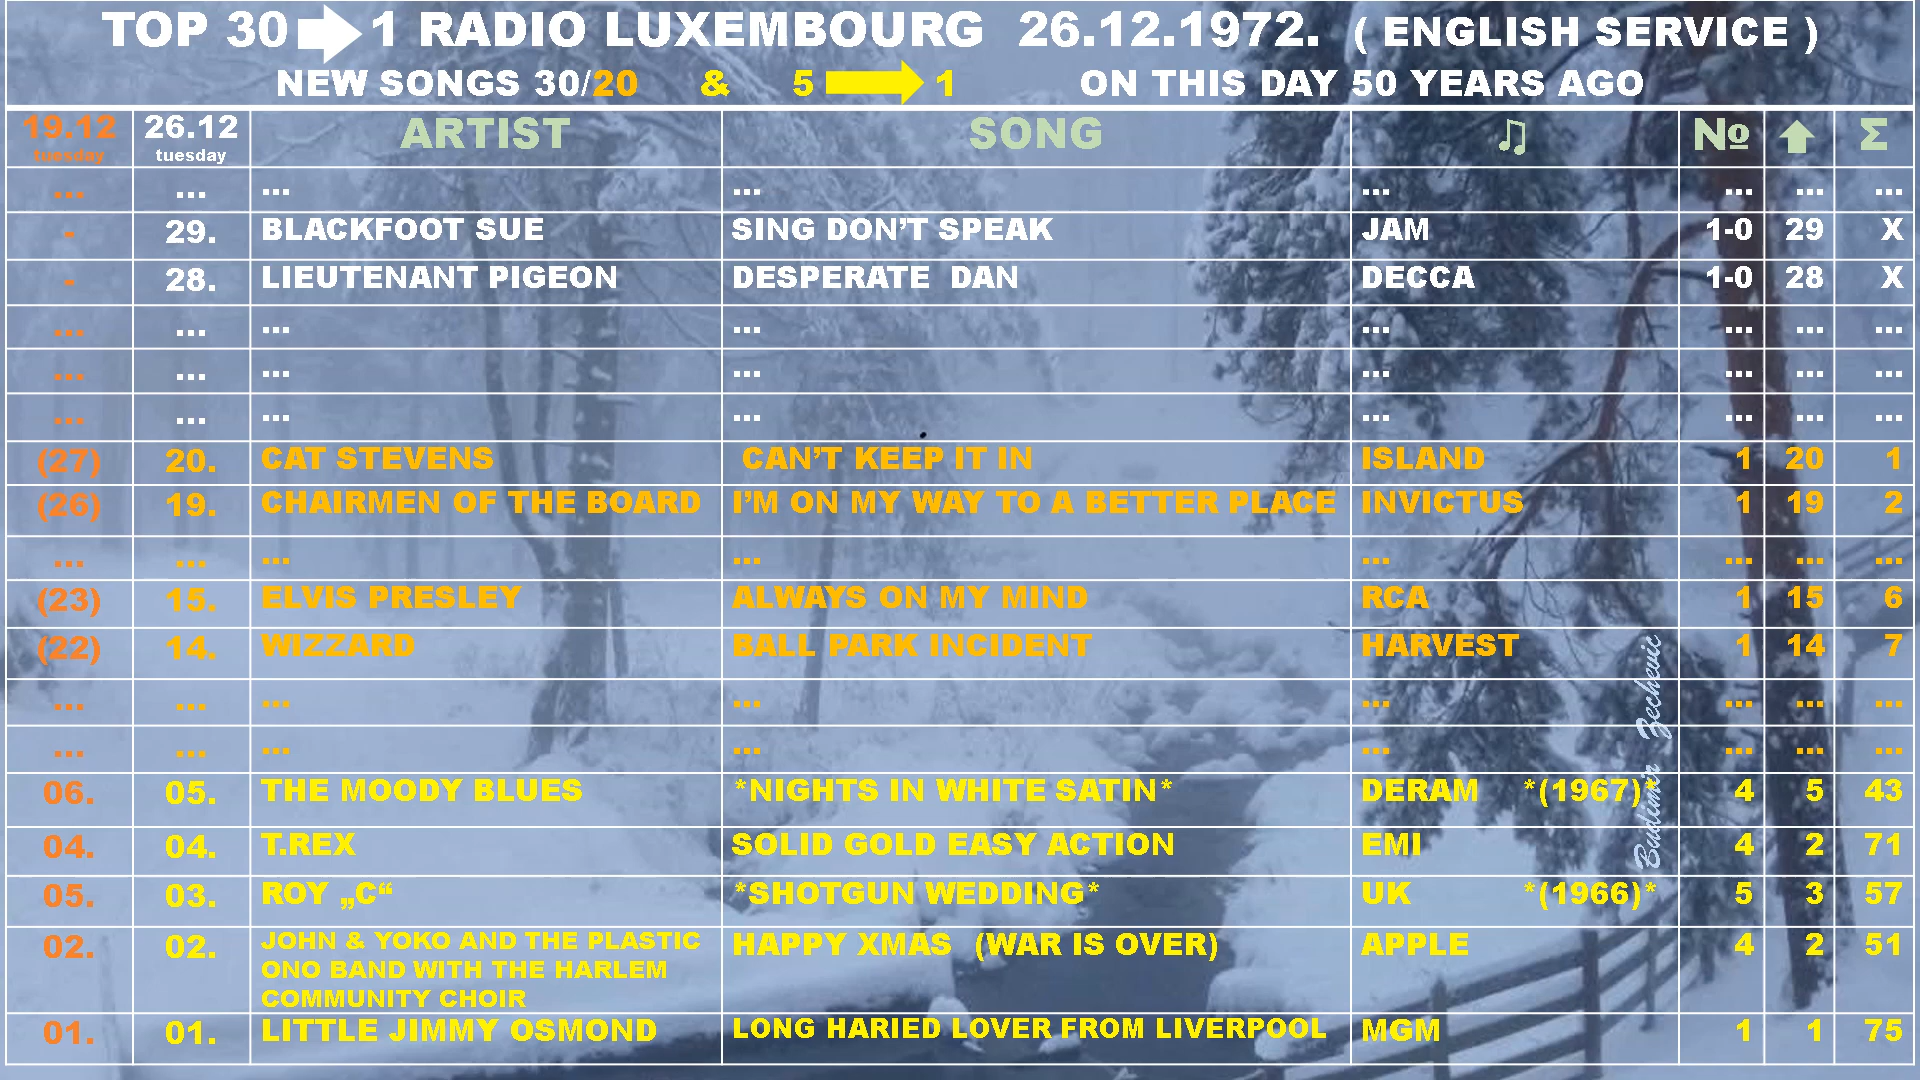 TOP 30 1 RADIO LUXEMBOURG 26.12.1972. ( ENGLISH SERVICE )
NEW SONGS 30/20 & 5 1 ON THIS DAY 50 YEARS AGO
19.12 tuesday 26.12 tuesday ARTIST SONG ♫ № Σ
... ... ... ... ... ... ... ...
- 29. BLACKFOOT SUE SING DON'T SPEAK JAM 1-0 29 X
- 28. LIEUTENANT PIGEON DESPERATE DAN DECCA 1-0 28 X
... ... ... ... ... ... ... ...
... ... ... ... ... ... ... ...
... ... ... ... ... ... ... ...
(27) 20. CAT STEVENS CAN'T KEEP IT IN ISLAND 1 20 1
(26) 19. CHAIRMEN OF THE BOARD I'M ON MY WAY TO A BETTER PLACE INVICTUS 1 19 2
... ... ... ... ... ... ... ...
(23) 15. ELVIS PRESLEY ALWAYS ON MY MIND RCA 1 15 6
(22) 14. WIZZARD BALL PARK INCIDENT HARVEST 1 14 7
... ... ... ... ... ... ... ...
... ... ... ... ... ... ... ...
06. 05. THE MOODY BLUES *NIGHTS IN WHITE SATIN* DERAM *(1967)* 4 5 43
04. 04. T.REX SOLID GOLD EASY ACTION EMI 4 2 71
05. 03. ROY „C“ *SHOTGUN WEDDING* UK *(1966)* 5 3 57
02. 02. JOHN & YOKO AND THE PLASTIC HAPPY XMAS (WAR IS OVER) APPLE 4 2 51
ONO BAND WITH THE HARLEM
COMMUNITY CHOIR
01. 01. LITTLE JIMMY OSMOND LONG HARIED LOVER FROM LIVERPOOL MGM 1 1 75
Budimir Zechevic